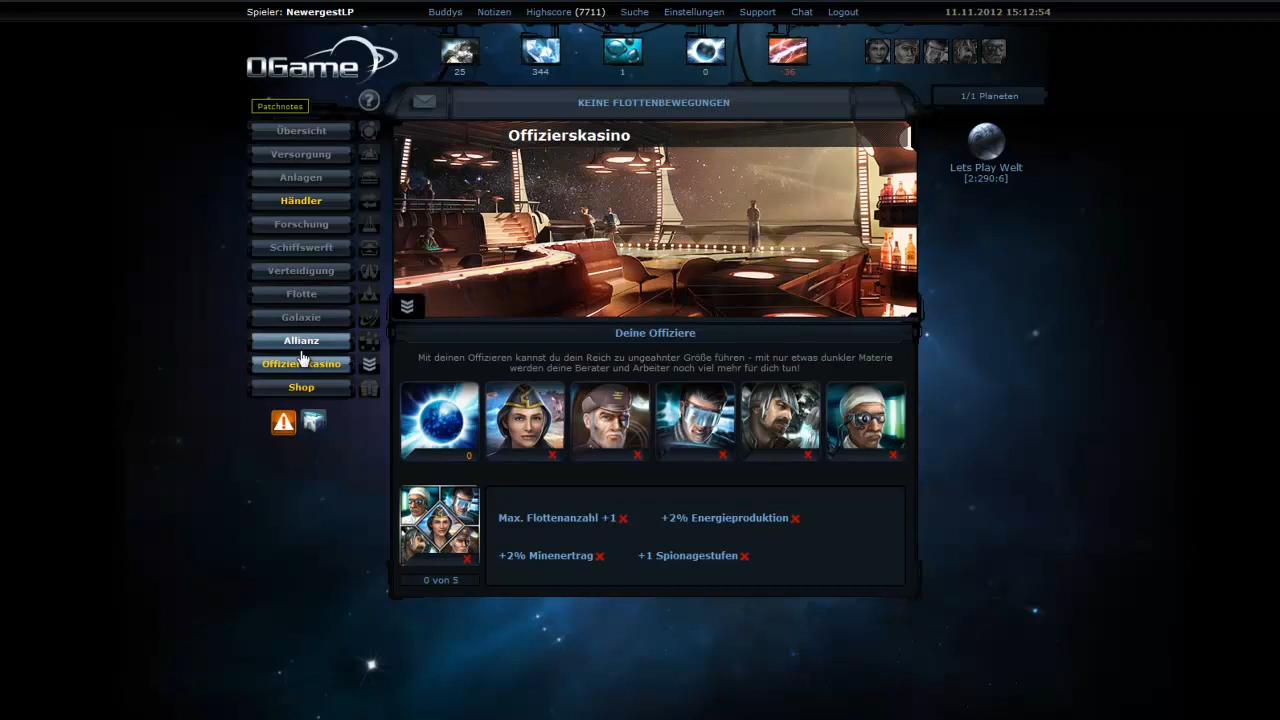 Spieler: NewergestLP
Buddys Notizen Highscore (7711) Suche Einstellungen Support Chat Logout
11.11.2012 15:12:54
OGame
25 344 1 0 -36
Patchnotes
?
KEINE FLOTTENBEWEGUNGEN
1/1 Planeten
Offizierskasino
Lets Play Welt
[2:290:6]
Übersicht
Versorgung
Anlagen
Händler
Forschung
Schiffswerft
Verteidigung
Flotte
Galaxie
Allianz
Offizierskasino
Shop
Deine Offiziere
Mit deinen Offizieren kannst du dein Reich zu ungeahnter Größe führen - mit nur etwas dunkler Materie
werden deine Berater und Arbeiter noch viel mehr für dich tun!
0
Max. Flottenanzahl +1
+2% Energieproduktion
+2% Minenertrag
+1 Spionagestufen
0 von 5